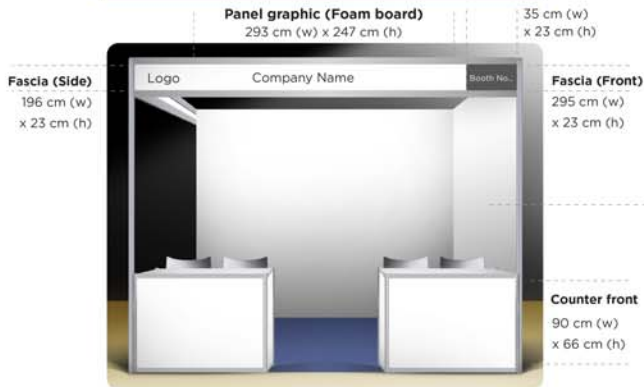 Panel graphic (Foam board)
293 cm (w) x 247 cm (h)
35 cm (w)
x 23 cm (h)
Fascia (Side)
196 cm (w)
x 23 cm (h)
Logo
Company Name
Booth No..
Fascia (Front)
295 cm (w)
x 23 cm (h)
Counter front
90 cm (w)
x 66 cm (h)